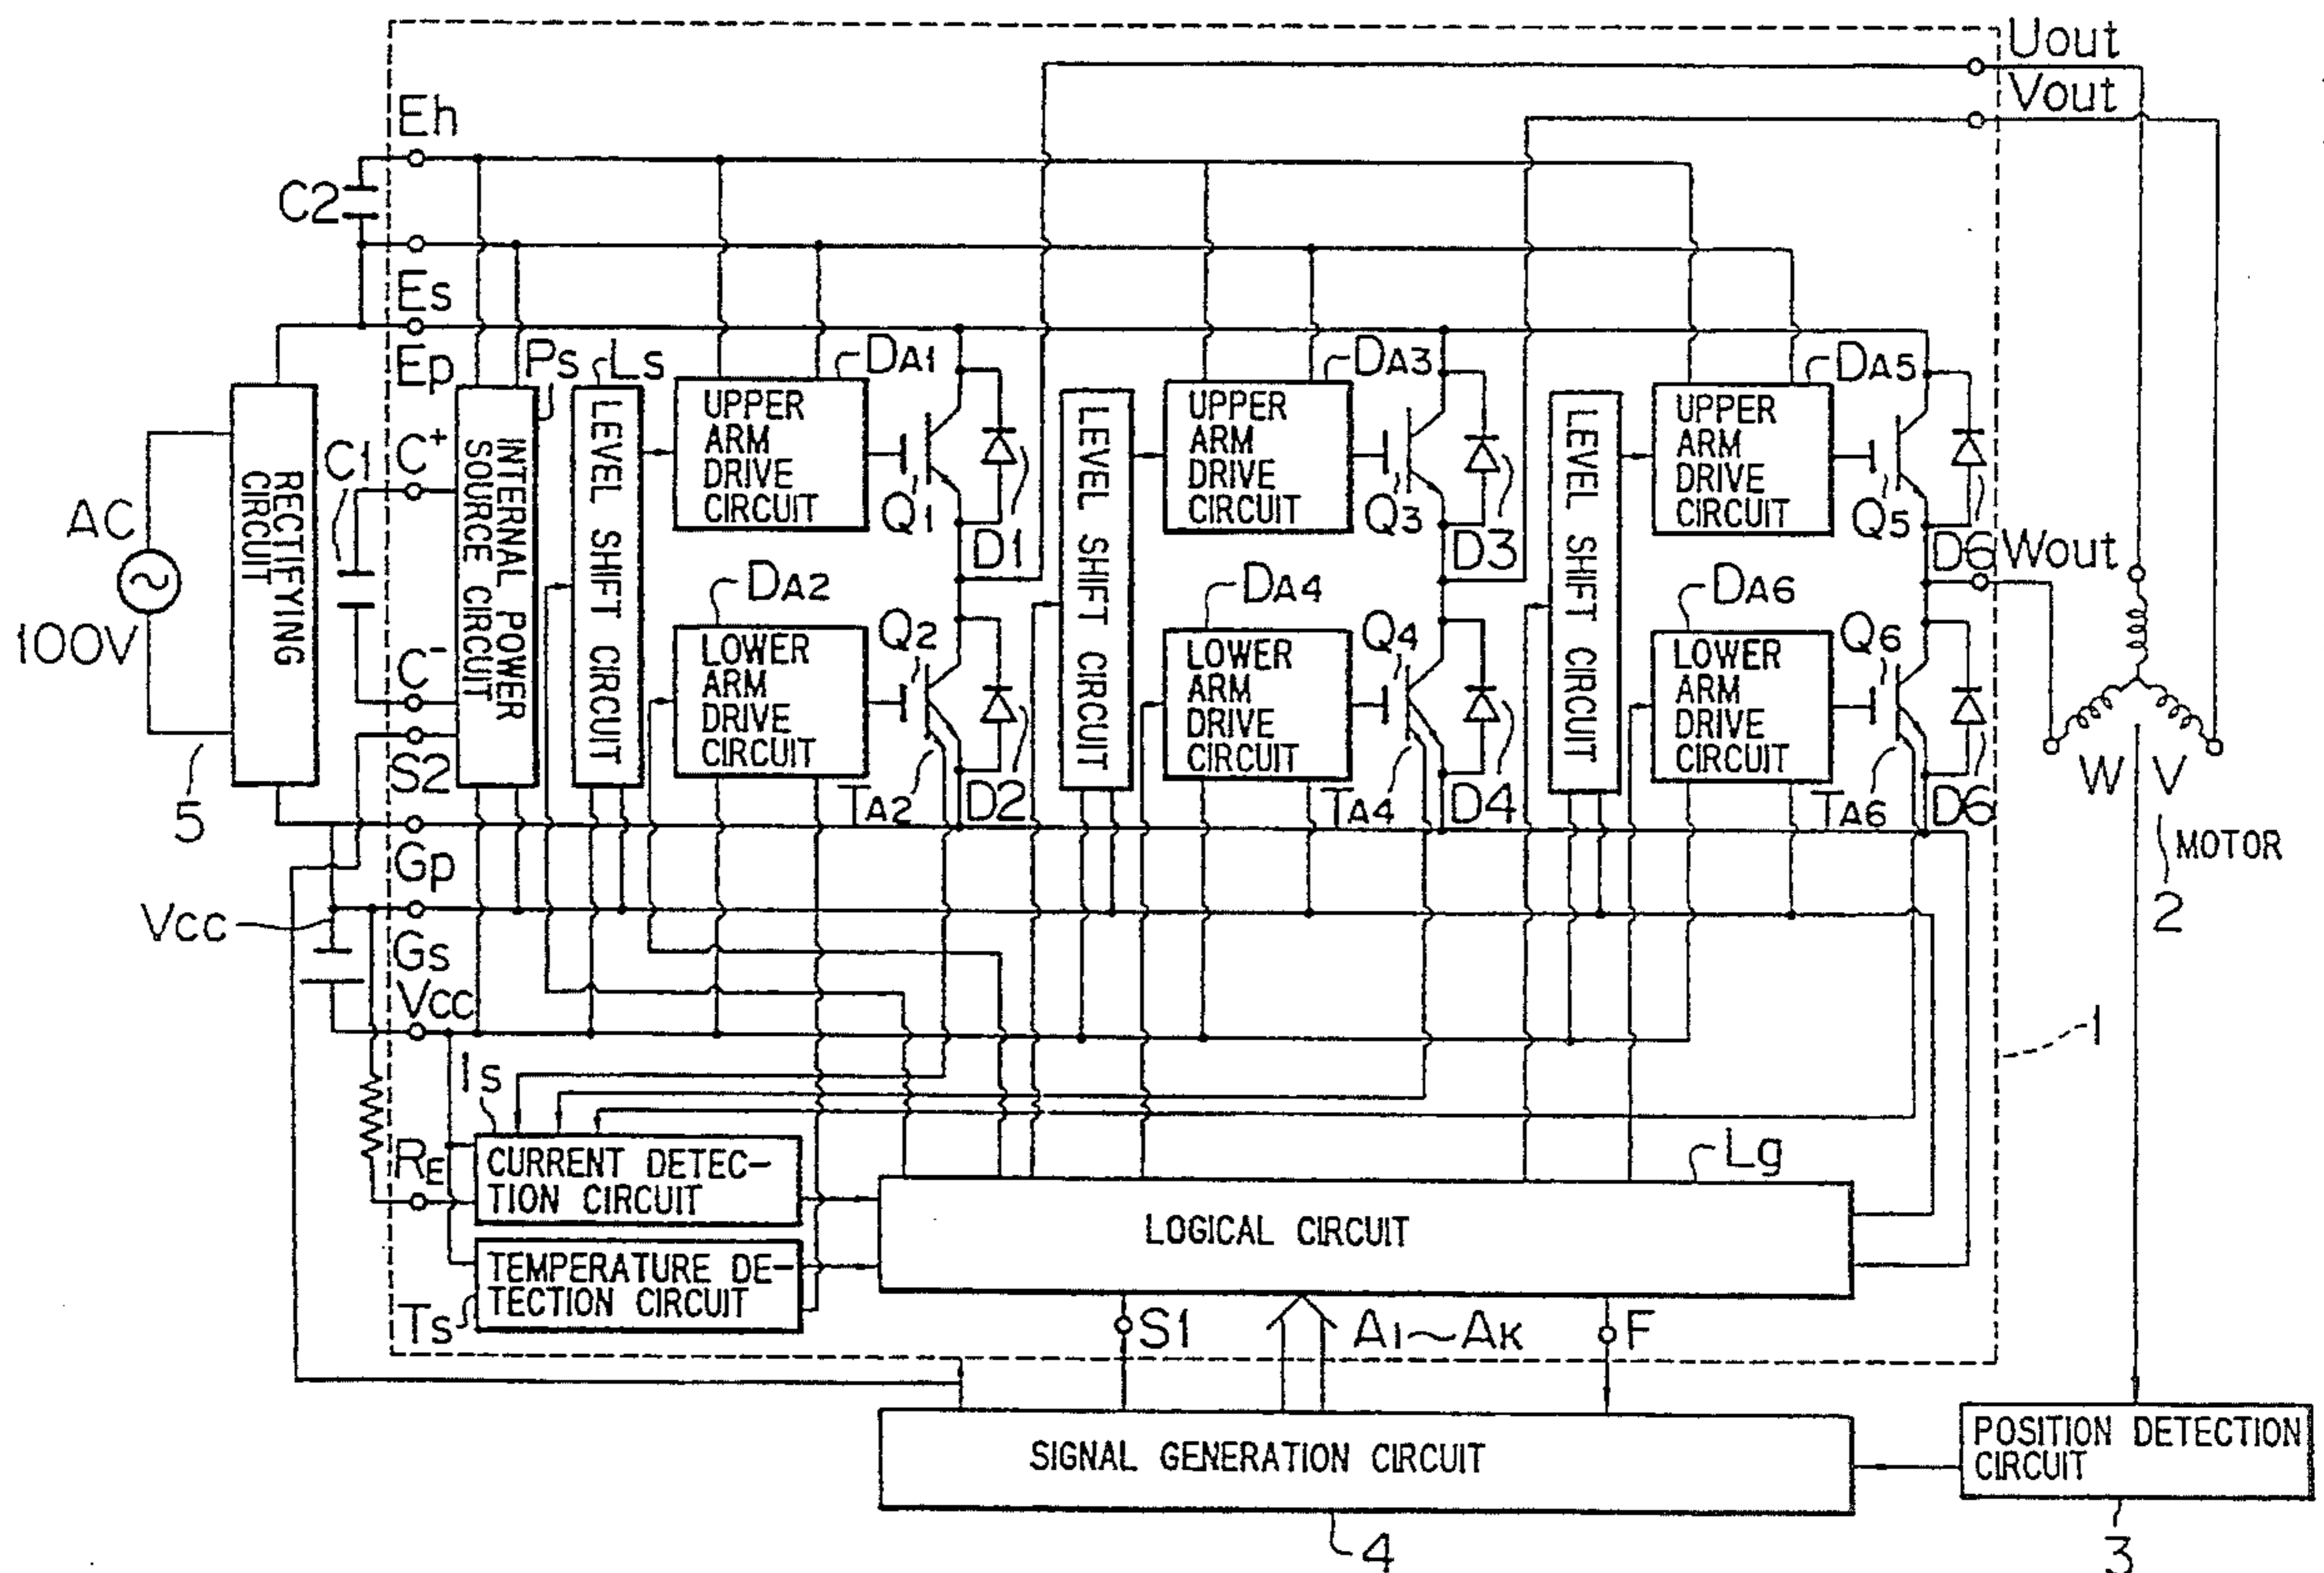 Uout
Vout
Eh
C2
Es
Ep
Ps
Ls
DA1
DA3
DA5
RECTIFYING
CIRCUIT
C1
C+
INTERNAL POWER
SOURCE CIRCUIT
LEVEL SHIFT CIRCUIT
UPPER
ARM
DRIVE
CIRCUIT
Q1
D1
LEVEL SHIFT CIRCUIT
UPPER
ARM
DRIVE
CIRCUIT
Q3
D3
LEVEL SHIFT CIRCUIT
UPPER
ARM
DRIVE
CIRCUIT
Q5
D6
Wout
AC
100V
C-
S2
DA2
LOWER
ARM
DRIVE
CIRCUIT
Q2
TA2
D2
DA4
LOWER
ARM
DRIVE
CIRCUIT
Q4
TA4
D4
DA6
LOWER
ARM
DRIVE
CIRCUIT
Q6
TA6
D6
W
V
MOTOR
2
5
Gp
Vcc
Gs
Vcc
1
Is
RE
CURRENT DETEC-
TION CIRCUIT
Lg
LOGICAL CIRCUIT
TEMPERATURE DE-
TECTION CIRCUIT
Ts
S1
A1~AK
F
SIGNAL GENERATION CIRCUIT
POSITION DETECTION
CIRCUIT
4
3